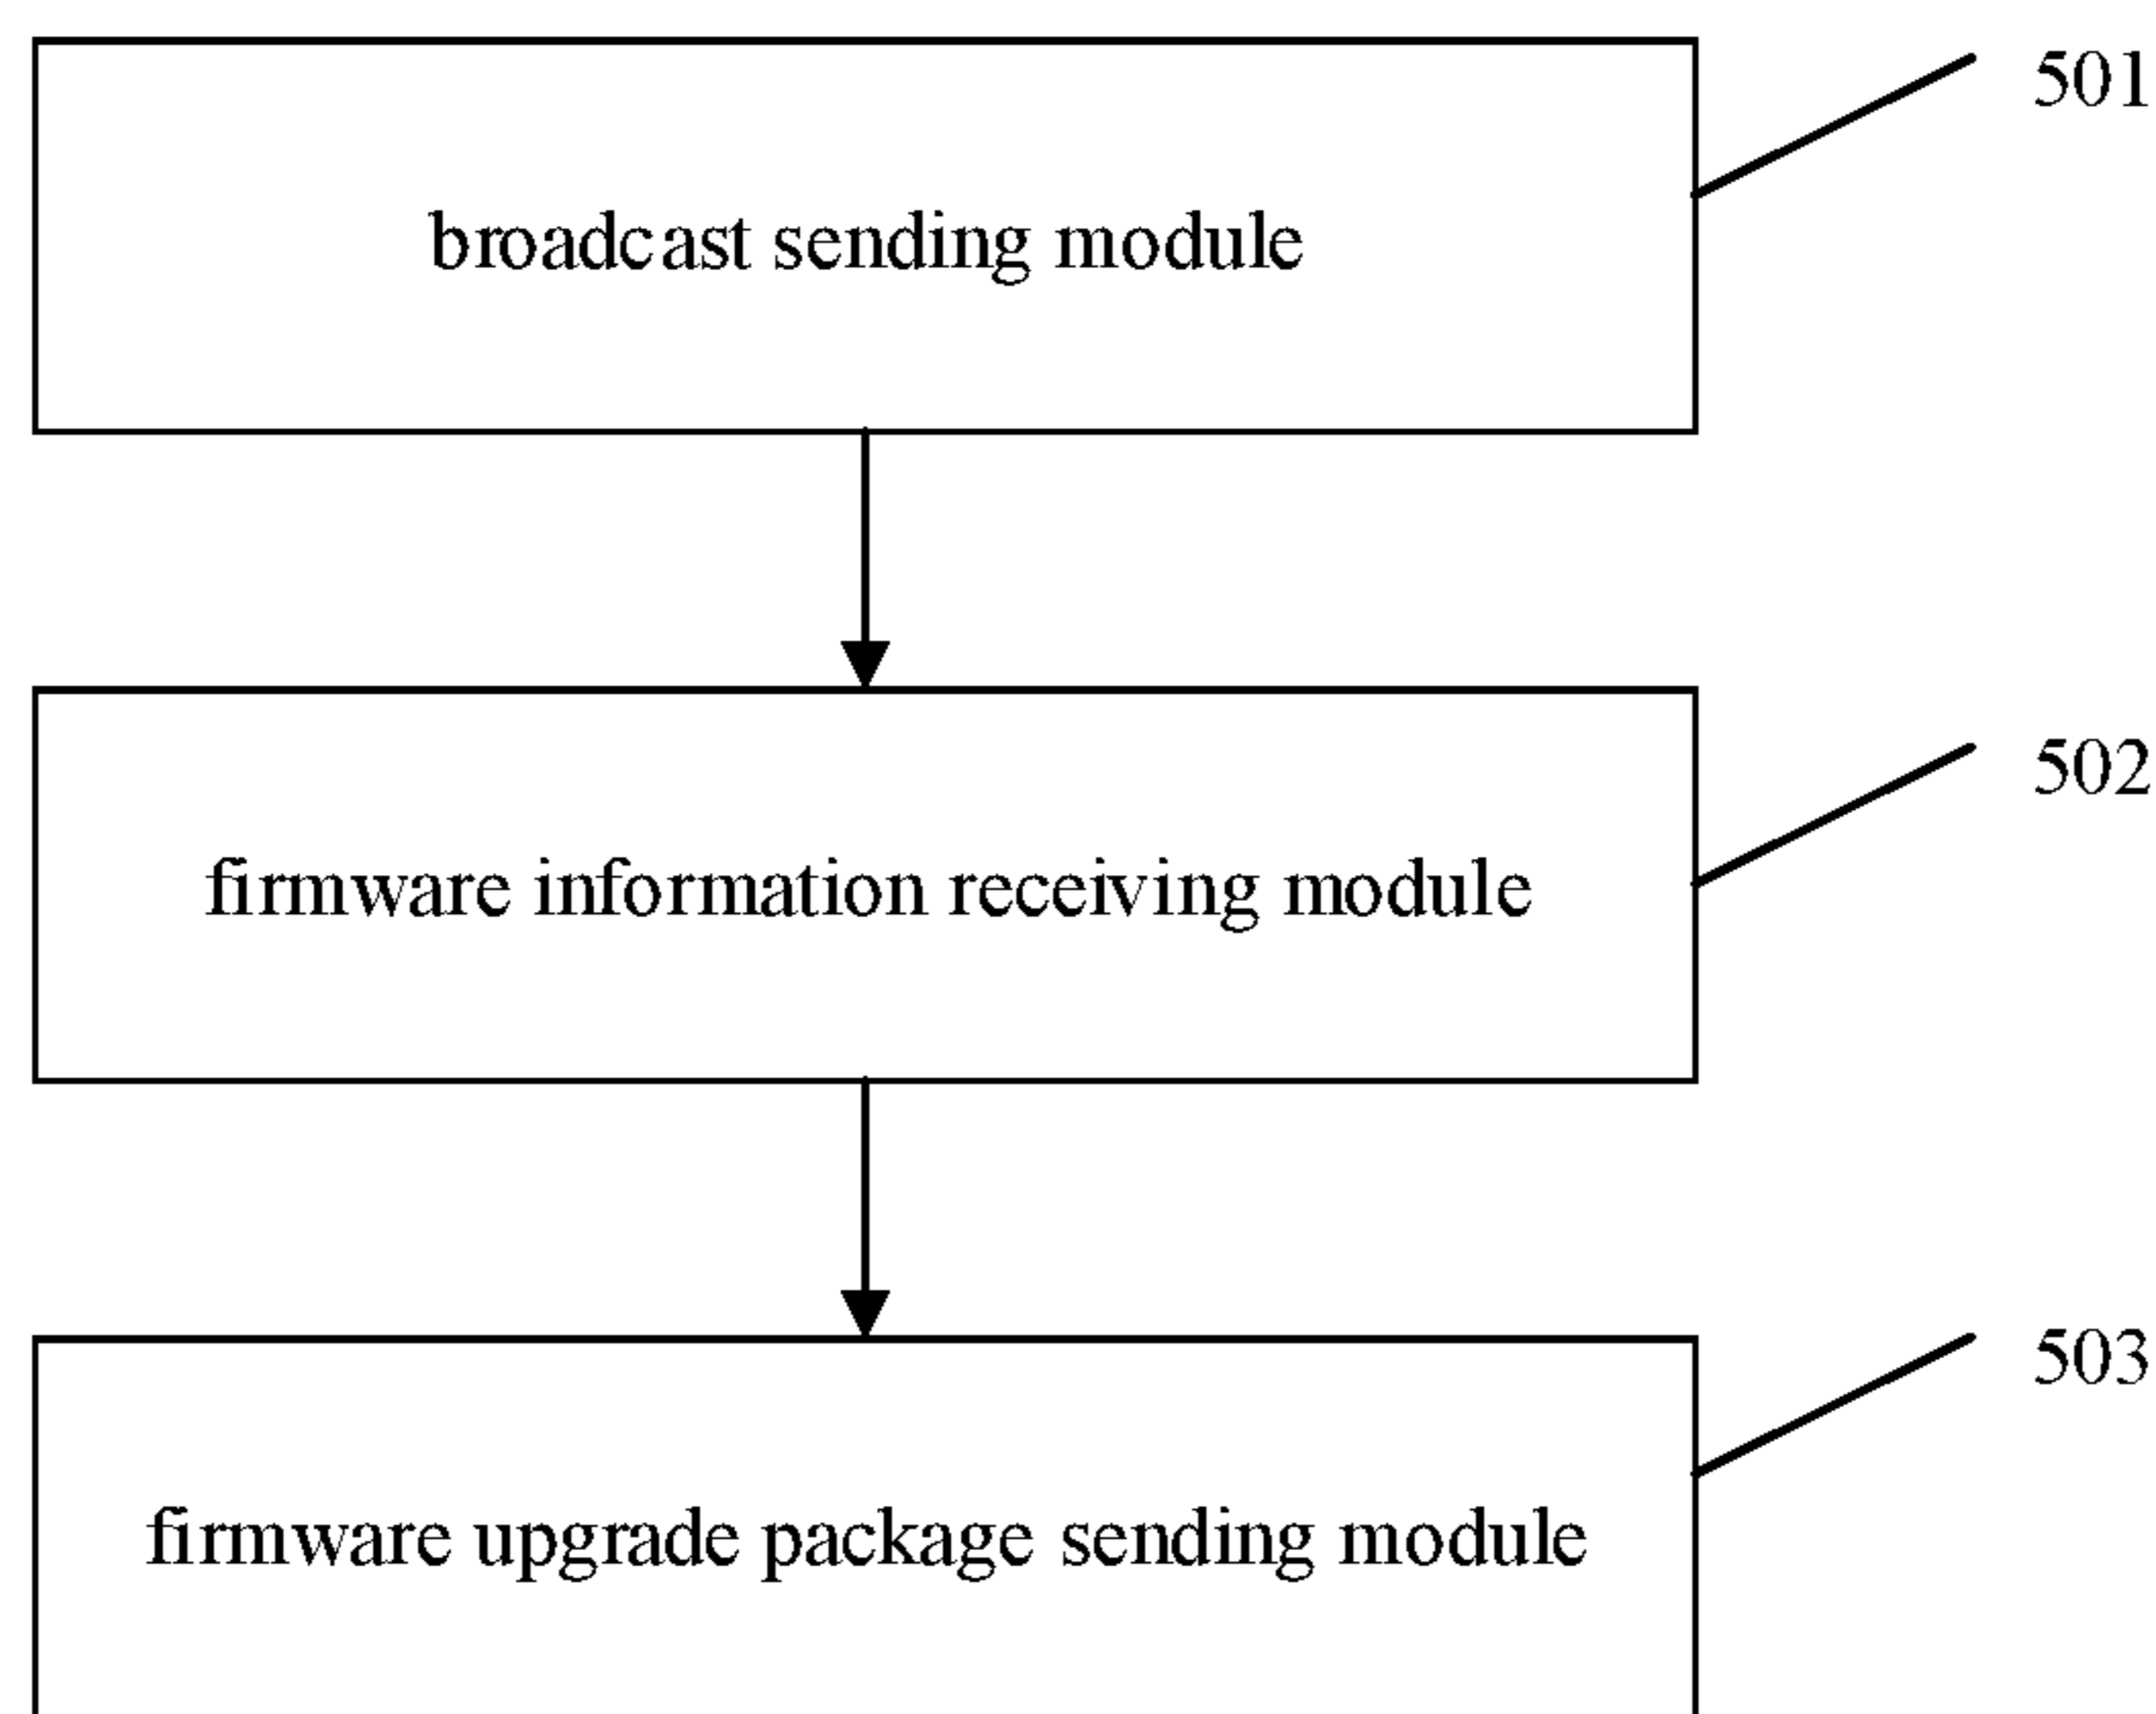 501
broadcast sending module
502
firmware information receiving module
503
firmware upgrade package sending module